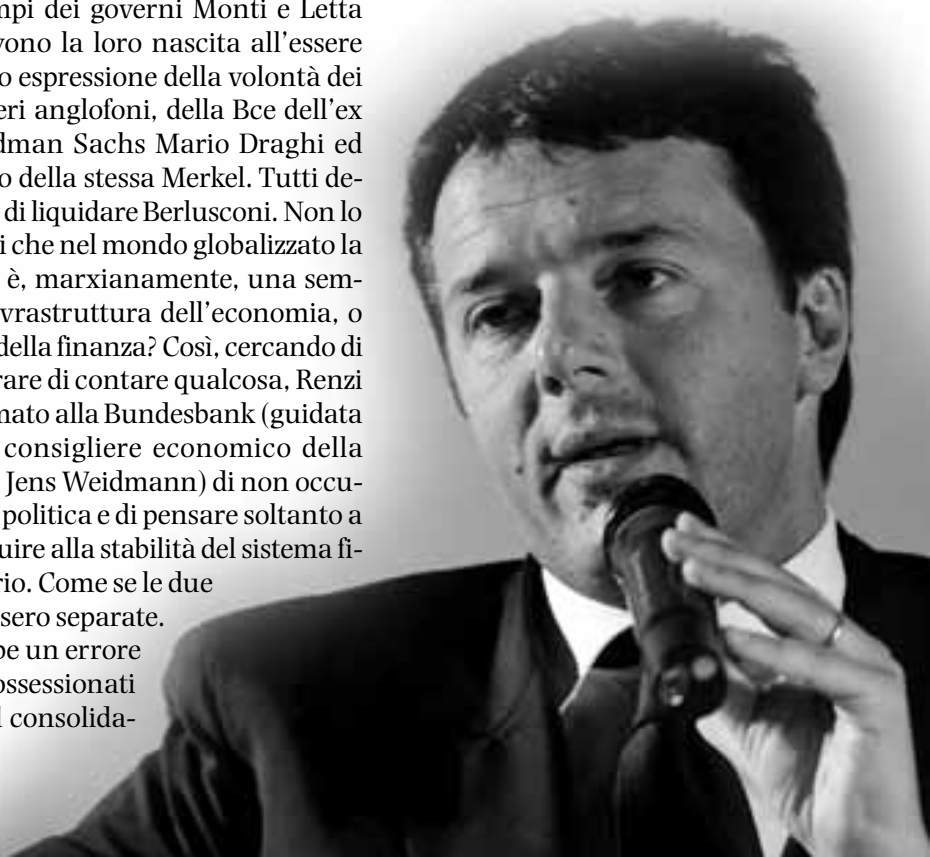 mpi dei governi Monti e Letta
vono la loro nascita all’essere
o espressione della volontà dei
eri anglofoni, della Bce dell’ex
dman Sachs Mario Draghi ed
o della stessa Merkel. Tutti de-
di liquidare Berlusconi. Non lo
i che nel mondo globalizzato la
è, marxianamente, una sem-
vrastruttura dell’economia, o
della finanza? Così, cercando di
rare di contare qualcosa, Renzi
mato alla Bundesbank (guidata
consigliere economico della
Jens Weidmann) di non occu-
politica e di pensare soltanto a
uire alla stabilità del sistema fi-
rio. Come se le due
sero separate.
be un errore
ossessionati
l consolida-